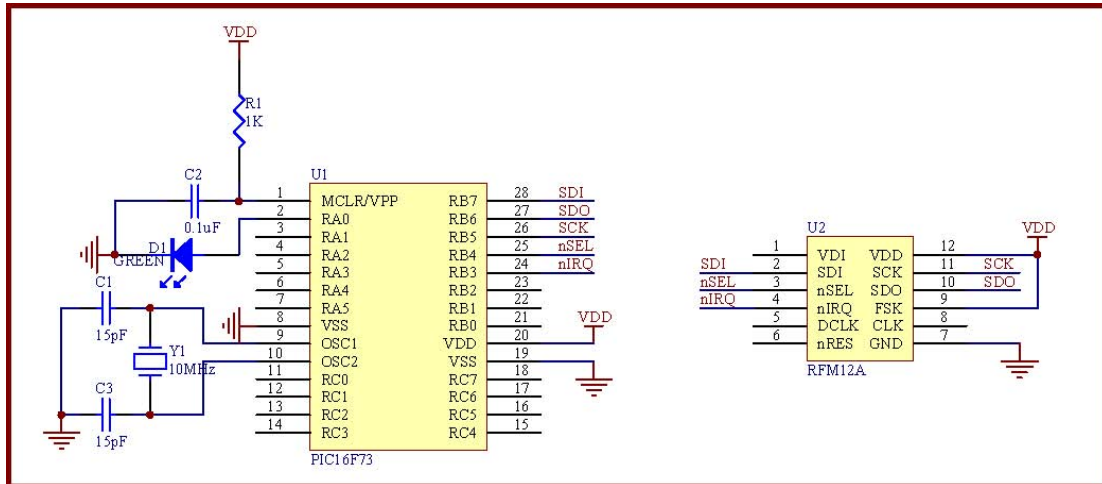 VDD
R1
1K
C2
0.1uF
D1
GREEN
C1
15pF
Y1
10MHz
C3
15pF
U1
1 MCLR/VPP RB7 28 SDI
2 RA0 RB6 27 SDO
3 RA1 RB5 26 SCK
4 RA2 RB4 25 nSEL
5 RA3 RB3 24 nIRQ
6 RA4 RB2 23
7 RA5 RB1 22
8 VSS RB0 21
9 OSC1 VDD 20 VDD
10 OSC2 VSS 19
11 RC0 RC7 18
12 RC1 RC6 17
13 RC2 RC5 16
14 RC3 RC4 15
PIC16F73
U2
VDD
1 VDI VDD 12
SDI 2 SDI SCK 11 SCK
nSEL 3 nSEL SDO 10 SDO
nIRQ 4 nIRQ FSK 9
5 DCLK CLK 8
6 nRES GND 7
RFM12A